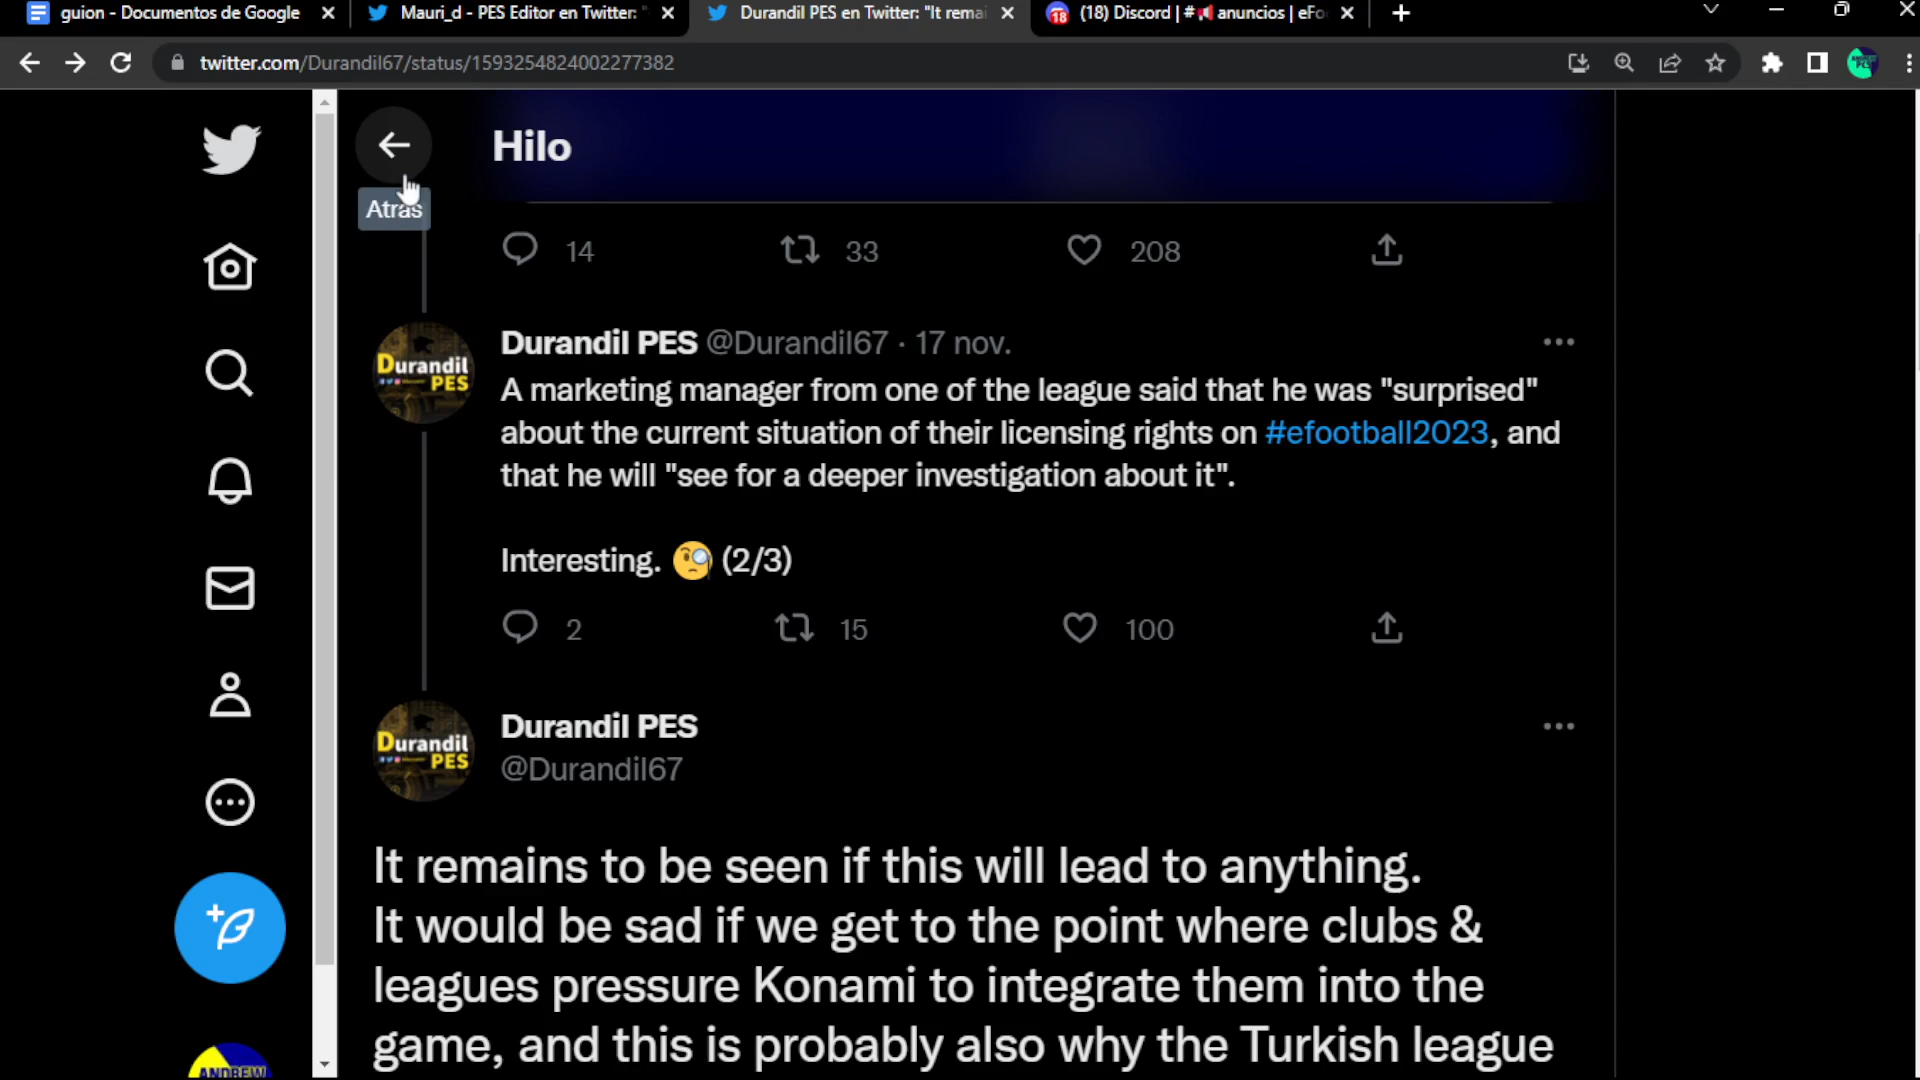 guion - Documentos de Google
Mauri_d - PES Editor en Twitter: "
Durandil PES en Twitter: "It remai
(18) Discord | #📢 anuncios | eFo
twitter.com/Durandil67/status/1593254824002277382
Hilo
Atrás
14 33 208
Durandil PES @Durandil67 · 17 nov.
A marketing manager from one of the league said that he was "surprised"
about the current situation of their licensing rights on #efootball2023, and
that he will "see for a deeper investigation about it".
Interesting. 🧐 (2/3)
2 15 100
Durandil PES
@Durandil67
It remains to be seen if this will lead to anything.
It would be sad if we get to the point where clubs &
leagues pressure Konami to integrate them into the
game, and this is probably also why the Turkish league
Durandil
PES
Durandil
PES
ANDREW
18